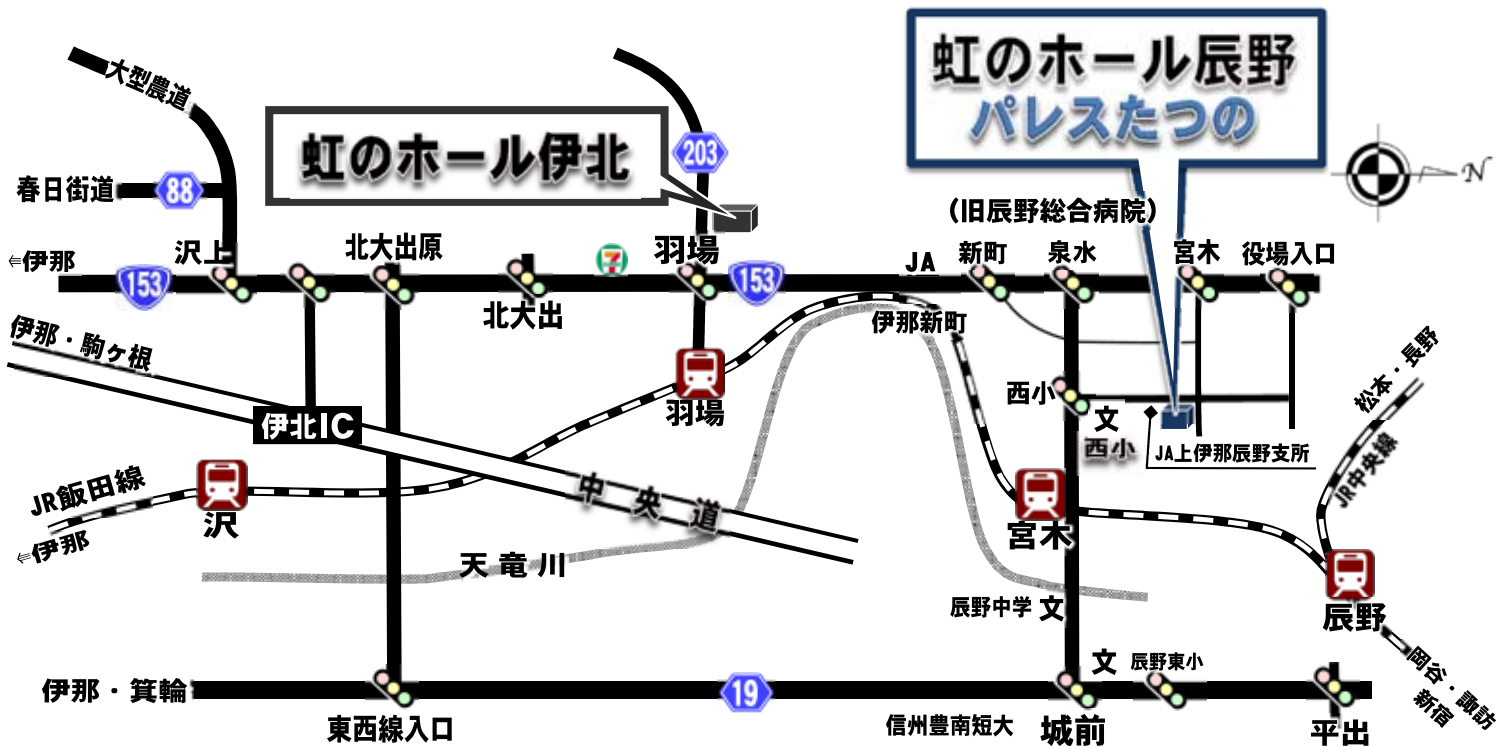 大型農道
春日街道
88
虹のホール伊北
203
虹のホール辰野
パレスたつの
N
(旧辰野総合病院)
⇐伊那
153
沢上
北大出原
北大出
7
羽場
153
JA
新町
泉水
宮木
役場入口
伊那・駒ヶ根
伊北IC
羽場
伊那新町
西小
文
西小
JA上伊那辰野支所
松本・長野
JR中央線
JR飯田線
⇐伊那
沢
中央道
天竜川
宮木
辰野
岡谷・諏訪
新宿
辰野中学 文
文 辰野東小
伊那・箕輪
19
東西線入口
信州豊南短大
城前
平出